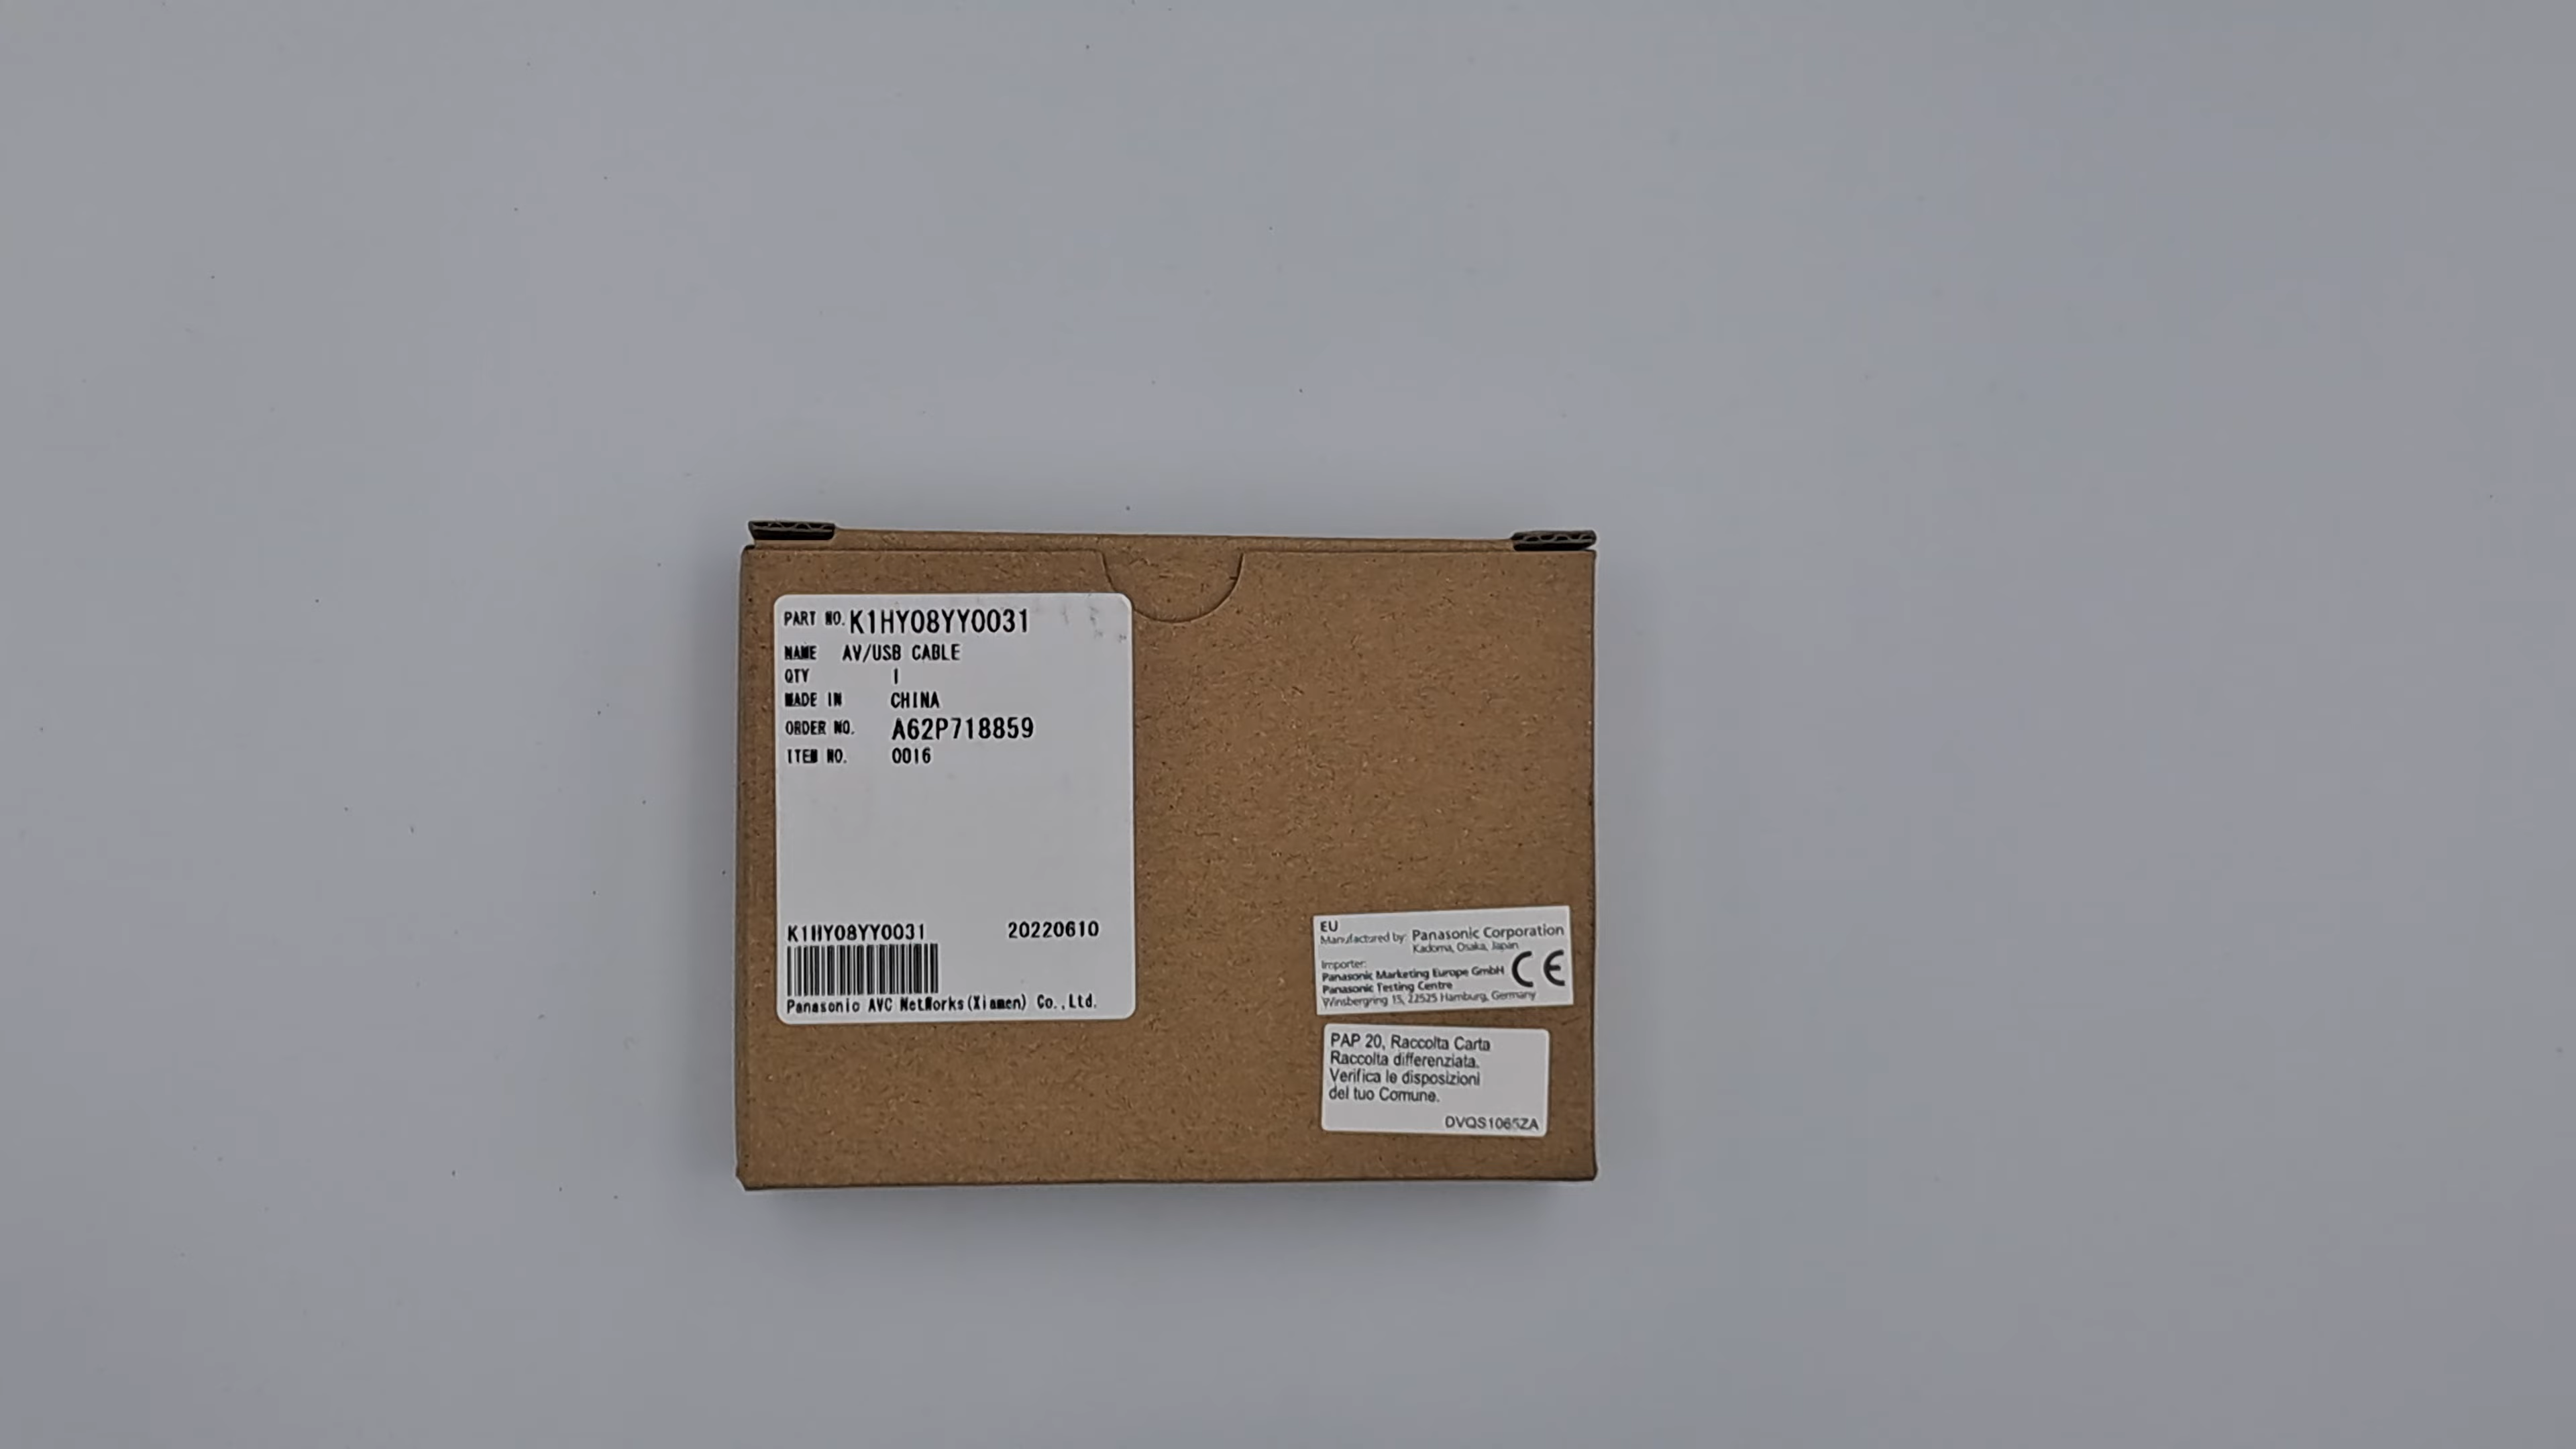 PART NO. K1HY08YY0031
NAME AV/USB CABLE
QTY 1
MADE IN CHINA
ORDER NO. A62P718859
ITEM NO. 0016
K1HY08YY0031 20220610
Panasonic AVC NetWorks(Xiamen) Co.,Ltd.
EU
Manufactured by: Panasonic Corporation
Kadoma, Osaka, Japan
Importer:
Panasonic Marketing Europe GmbH
Panasonic Testing Centre
Winsbergring 15, 22525 Hamburg, Germany
CE
PAP 20, Raccolta Carta
Raccolta differenziata.
Verifica le disposizioni
del tuo Comune.
DVQS1065ZA